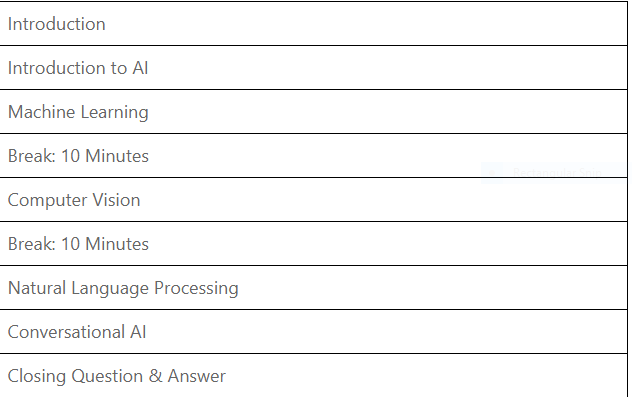 Introduction
Introduction to AI
Machine Learning
Break: 10 Minutes
Computer Vision
Break: 10 Minutes
Natural Language Processing
Conversational AI
Closing Question & Answer